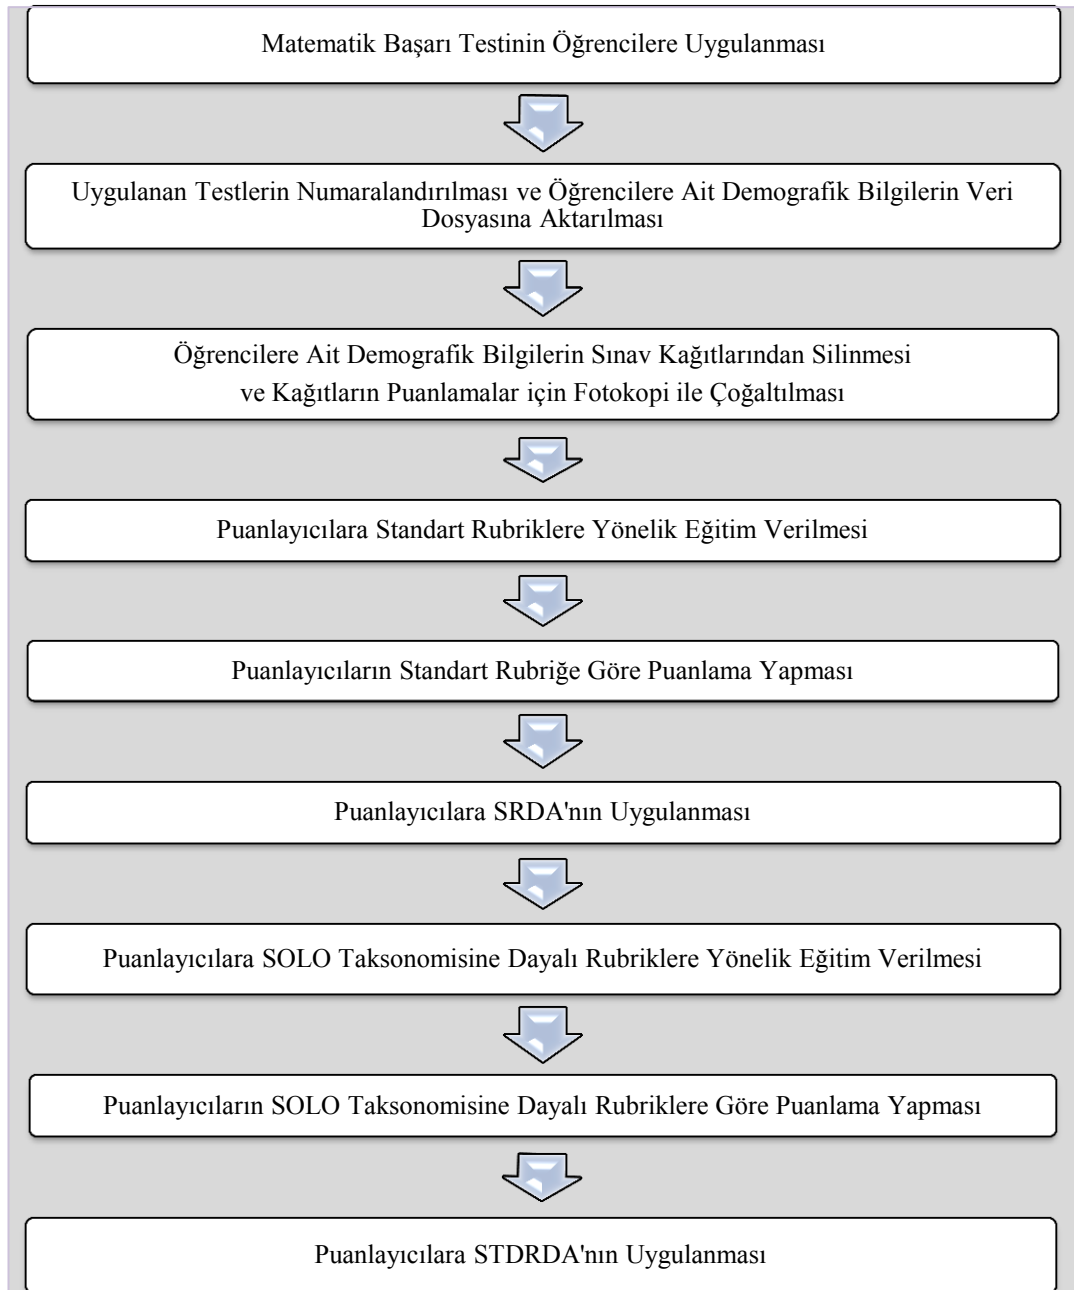 Matematik Başarı Testinin Öğrencilere Uygulanması
Uygulanan Testlerin Numaralandırılması ve Öğrencilere Ait Demografik Bilgilerin Veri
Dosyasına Aktarılması
Öğrencilere Ait Demografik Bilgilerin Sınav Kağıtlarından Silinmesi
ve Kağıtların Puanlamalar için Fotokopi ile Çoğaltılması
Puanlayıcılara Standart Rubriklere Yönelik Eğitim Verilmesi
Puanlayıcıların Standart Rubriğe Göre Puanlama Yapması
Puanlayıcılara SRDA'nın Uygulanması
Puanlayıcılara SOLO Taksonomisine Dayalı Rubriklere Yönelik Eğitim Verilmesi
Puanlayıcıların SOLO Taksonomisine Dayalı Rubriklere Göre Puanlama Yapması
Puanlayıcılara STDRDA'nın Uygulanması